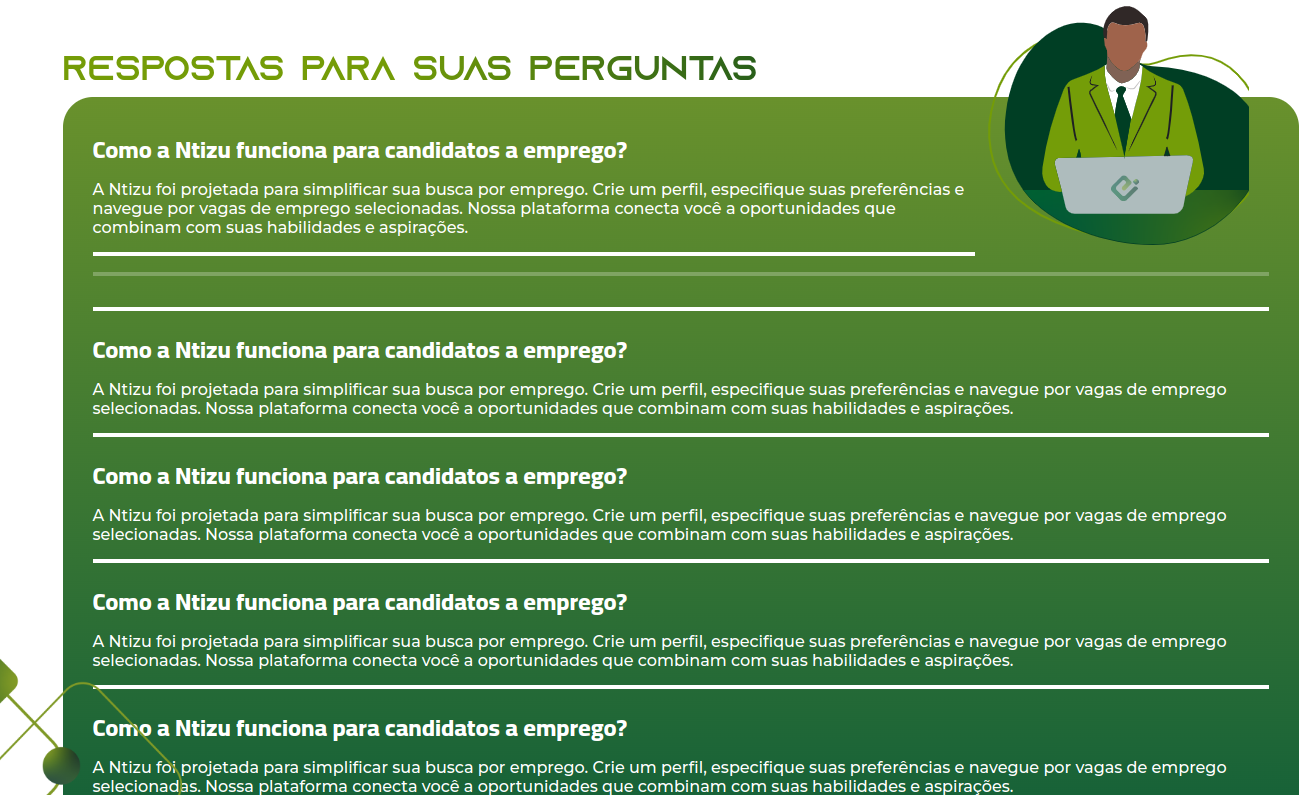 RESPOSTAS PARA SUAS PERGUNTAS
Como a Ntizu funciona para candidatos a emprego?
A Ntizu foi projetada para simplificar sua busca por emprego. Crie um perfil, especifique suas preferências e
navegue por vagas de emprego selecionadas. Nossa plataforma conecta você a oportunidades que
combinam com suas habilidades e aspirações.
Como a Ntizu funciona para candidatos a emprego?
A Ntizu foi projetada para simplificar sua busca por emprego. Crie um perfil, especifique suas preferências e navegue por vagas de emprego
selecionadas. Nossa plataforma conecta você a oportunidades que combinam com suas habilidades e aspirações.
Como a Ntizu funciona para candidatos a emprego?
A Ntizu foi projetada para simplificar sua busca por emprego. Crie um perfil, especifique suas preferências e navegue por vagas de emprego
selecionadas. Nossa plataforma conecta você a oportunidades que combinam com suas habilidades e aspirações.
Como a Ntizu funciona para candidatos a emprego?
A Ntizu foi projetada para simplificar sua busca por emprego. Crie um perfil, especifique suas preferências e navegue por vagas de emprego
selecionadas. Nossa plataforma conecta você a oportunidades que combinam com suas habilidades e aspirações.
Como a Ntizu funciona para candidatos a emprego?
A Ntizu foi projetada para simplificar sua busca por emprego. Crie um perfil, especifique suas preferências e navegue por vagas de emprego
selecionadas. Nossa plataforma conecta você a oportunidades que combinam com suas habilidades e aspirações.